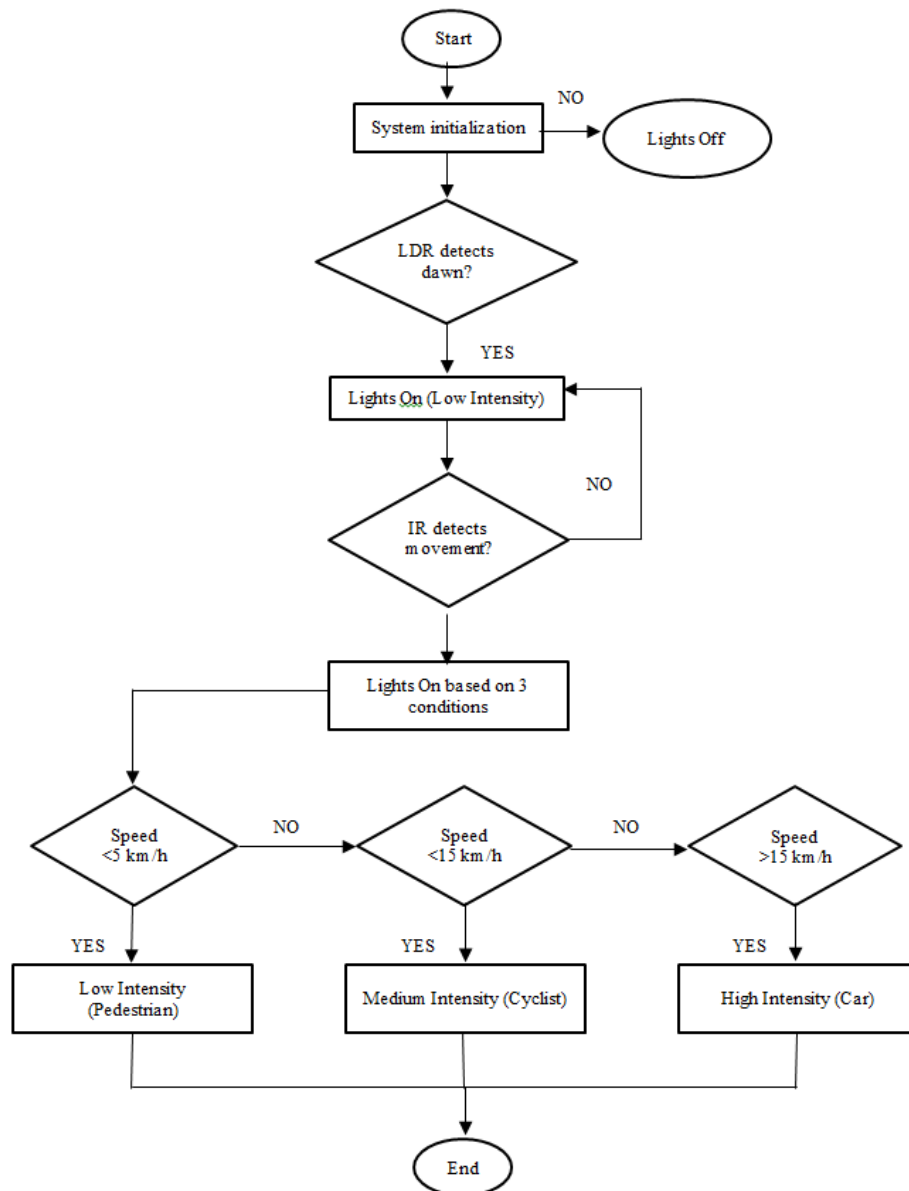 Start
NO
System initialization
Lights Off
LDR detects
dawn?
YES
Lights On (Low Intensity)
NO
IR detects
movement?
Lights On based on 3
conditions
Speed
<5 km/h
NO
Speed
<15 km/h
NO
Speed
>15 km/h
YES
YES
YES
Low Intensity
(Pedestrian)
Medium Intensity (Cyclist)
High Intensity (Car)
End